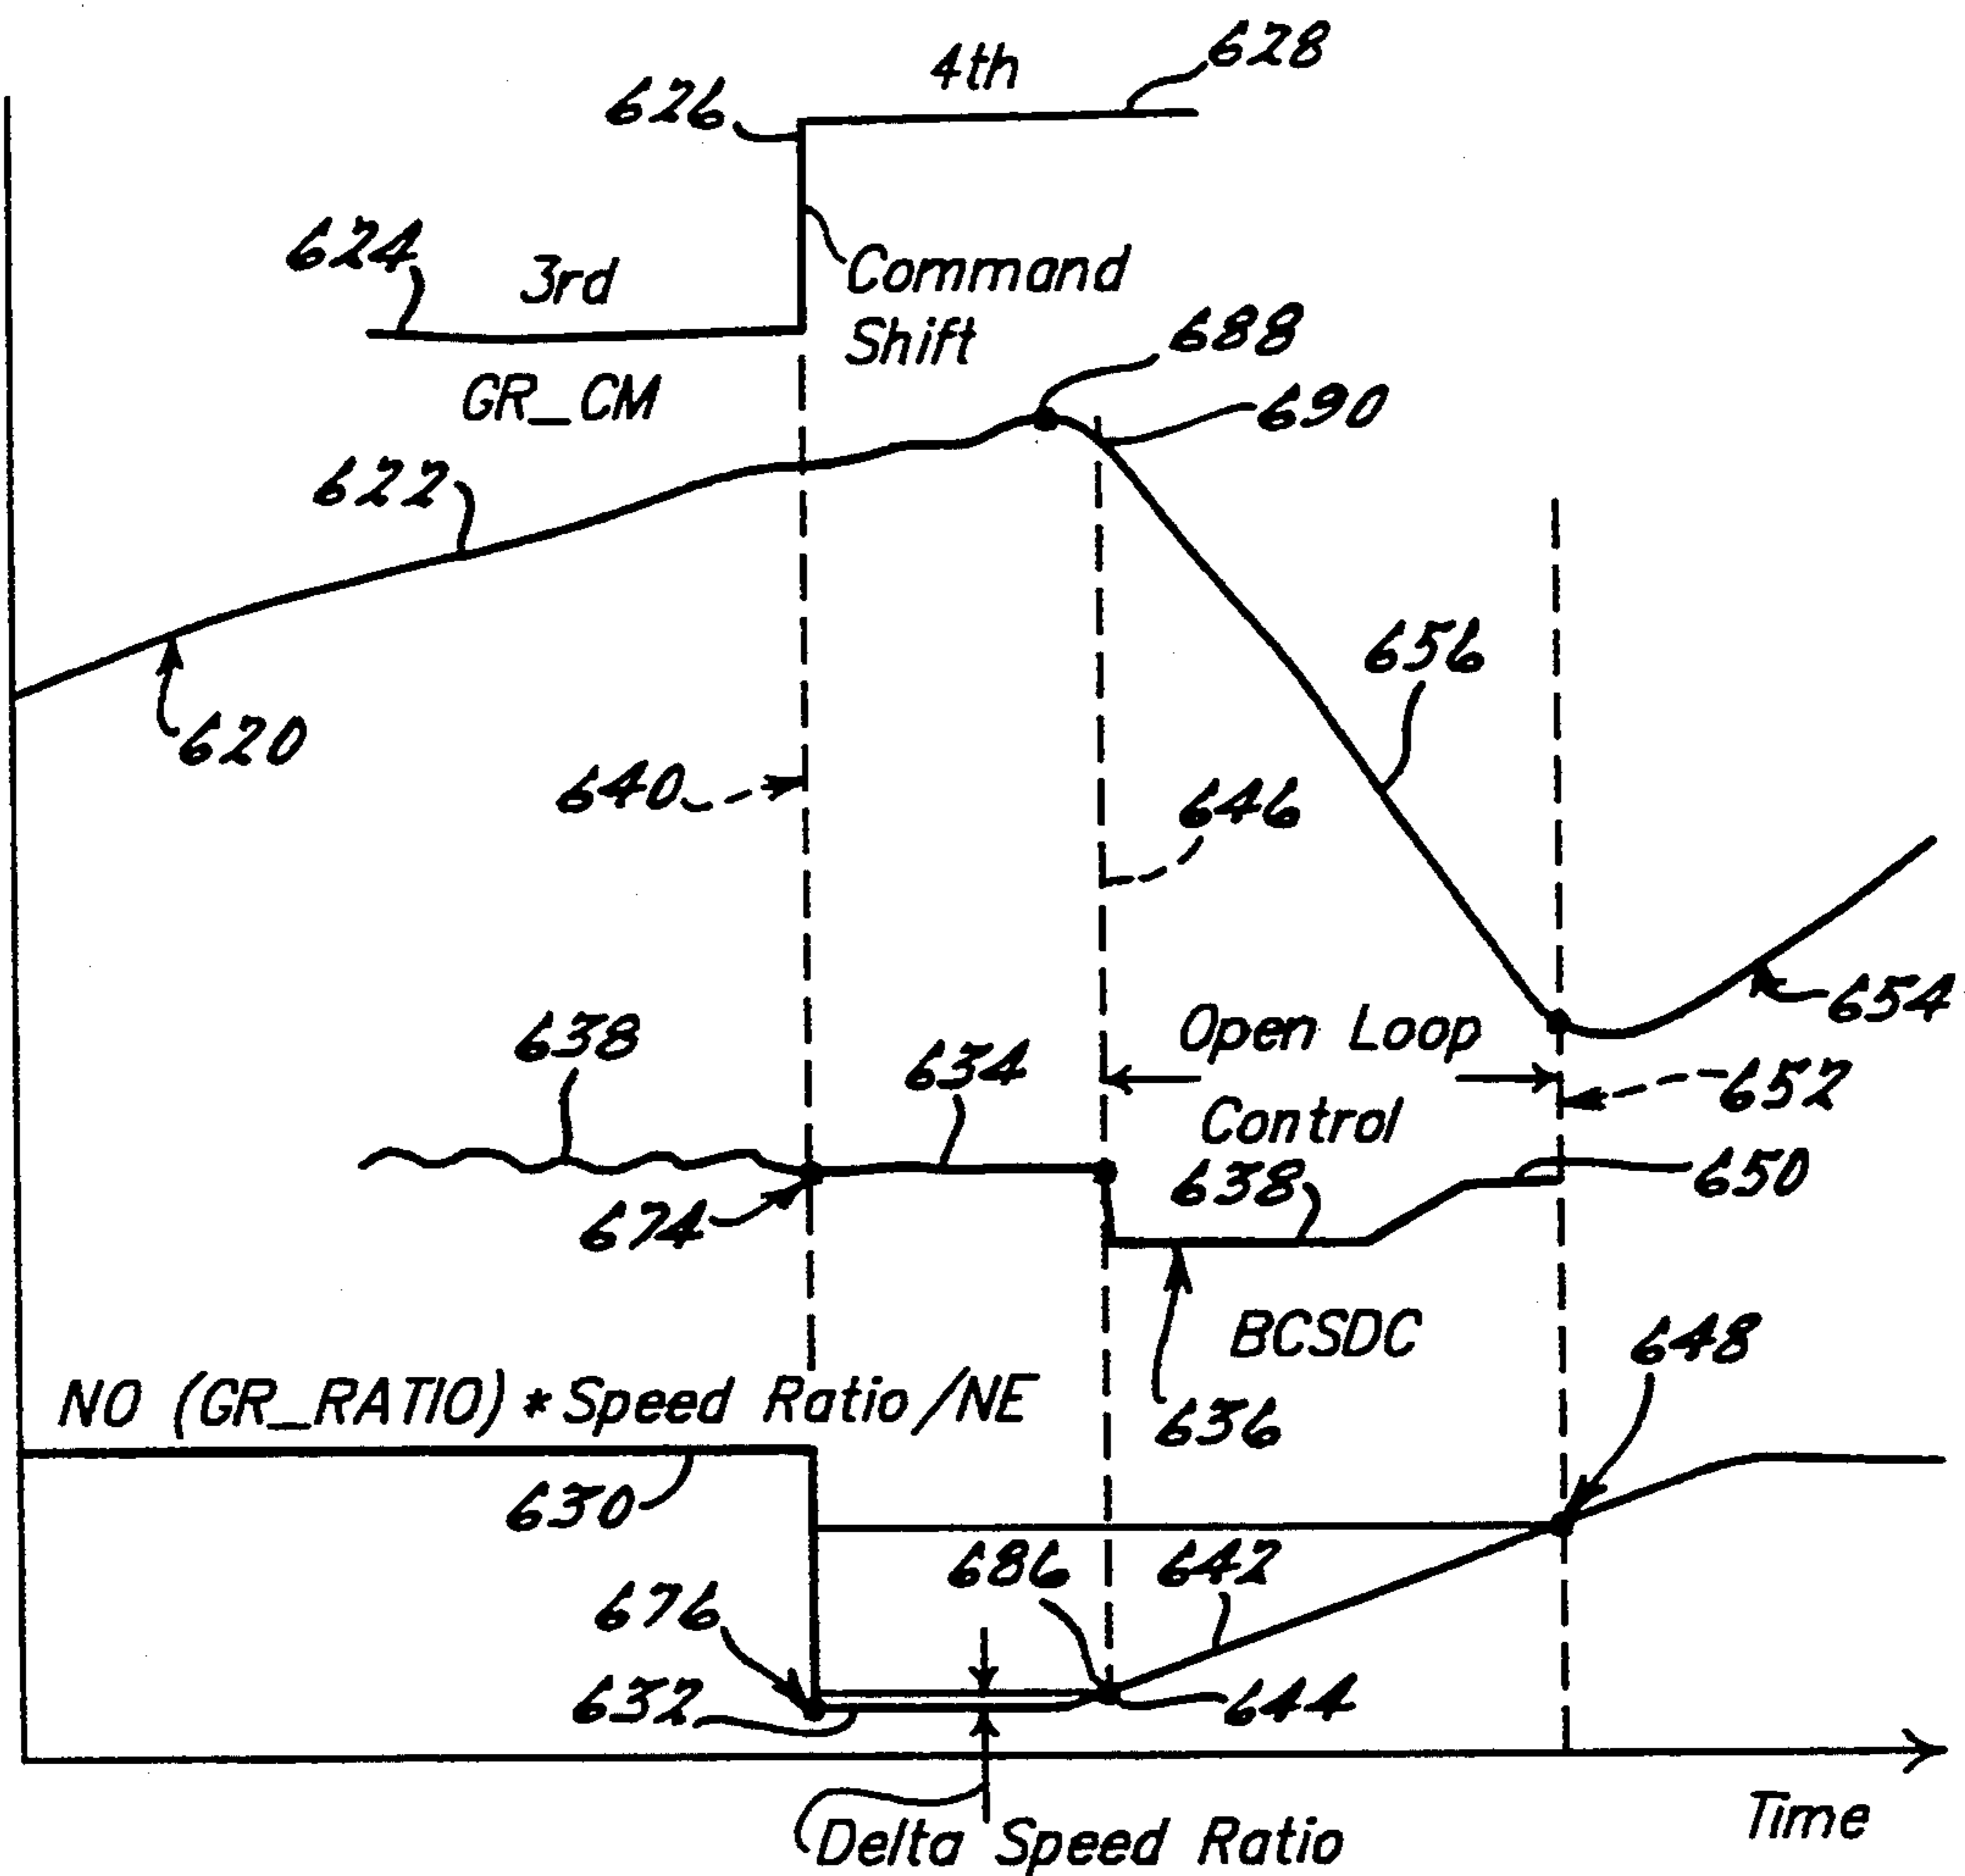 4th
628
626
624
3rd
Command
Shift
GR_CM
688
690
622
656
620
640
646
654
Open Loop
638
634
652
Control
650
638
674
BCSDC
648
636
NO (GR_RATIO) * Speed Ratio/NE
630
686
642
676
632
644
Delta Speed Ratio
Time